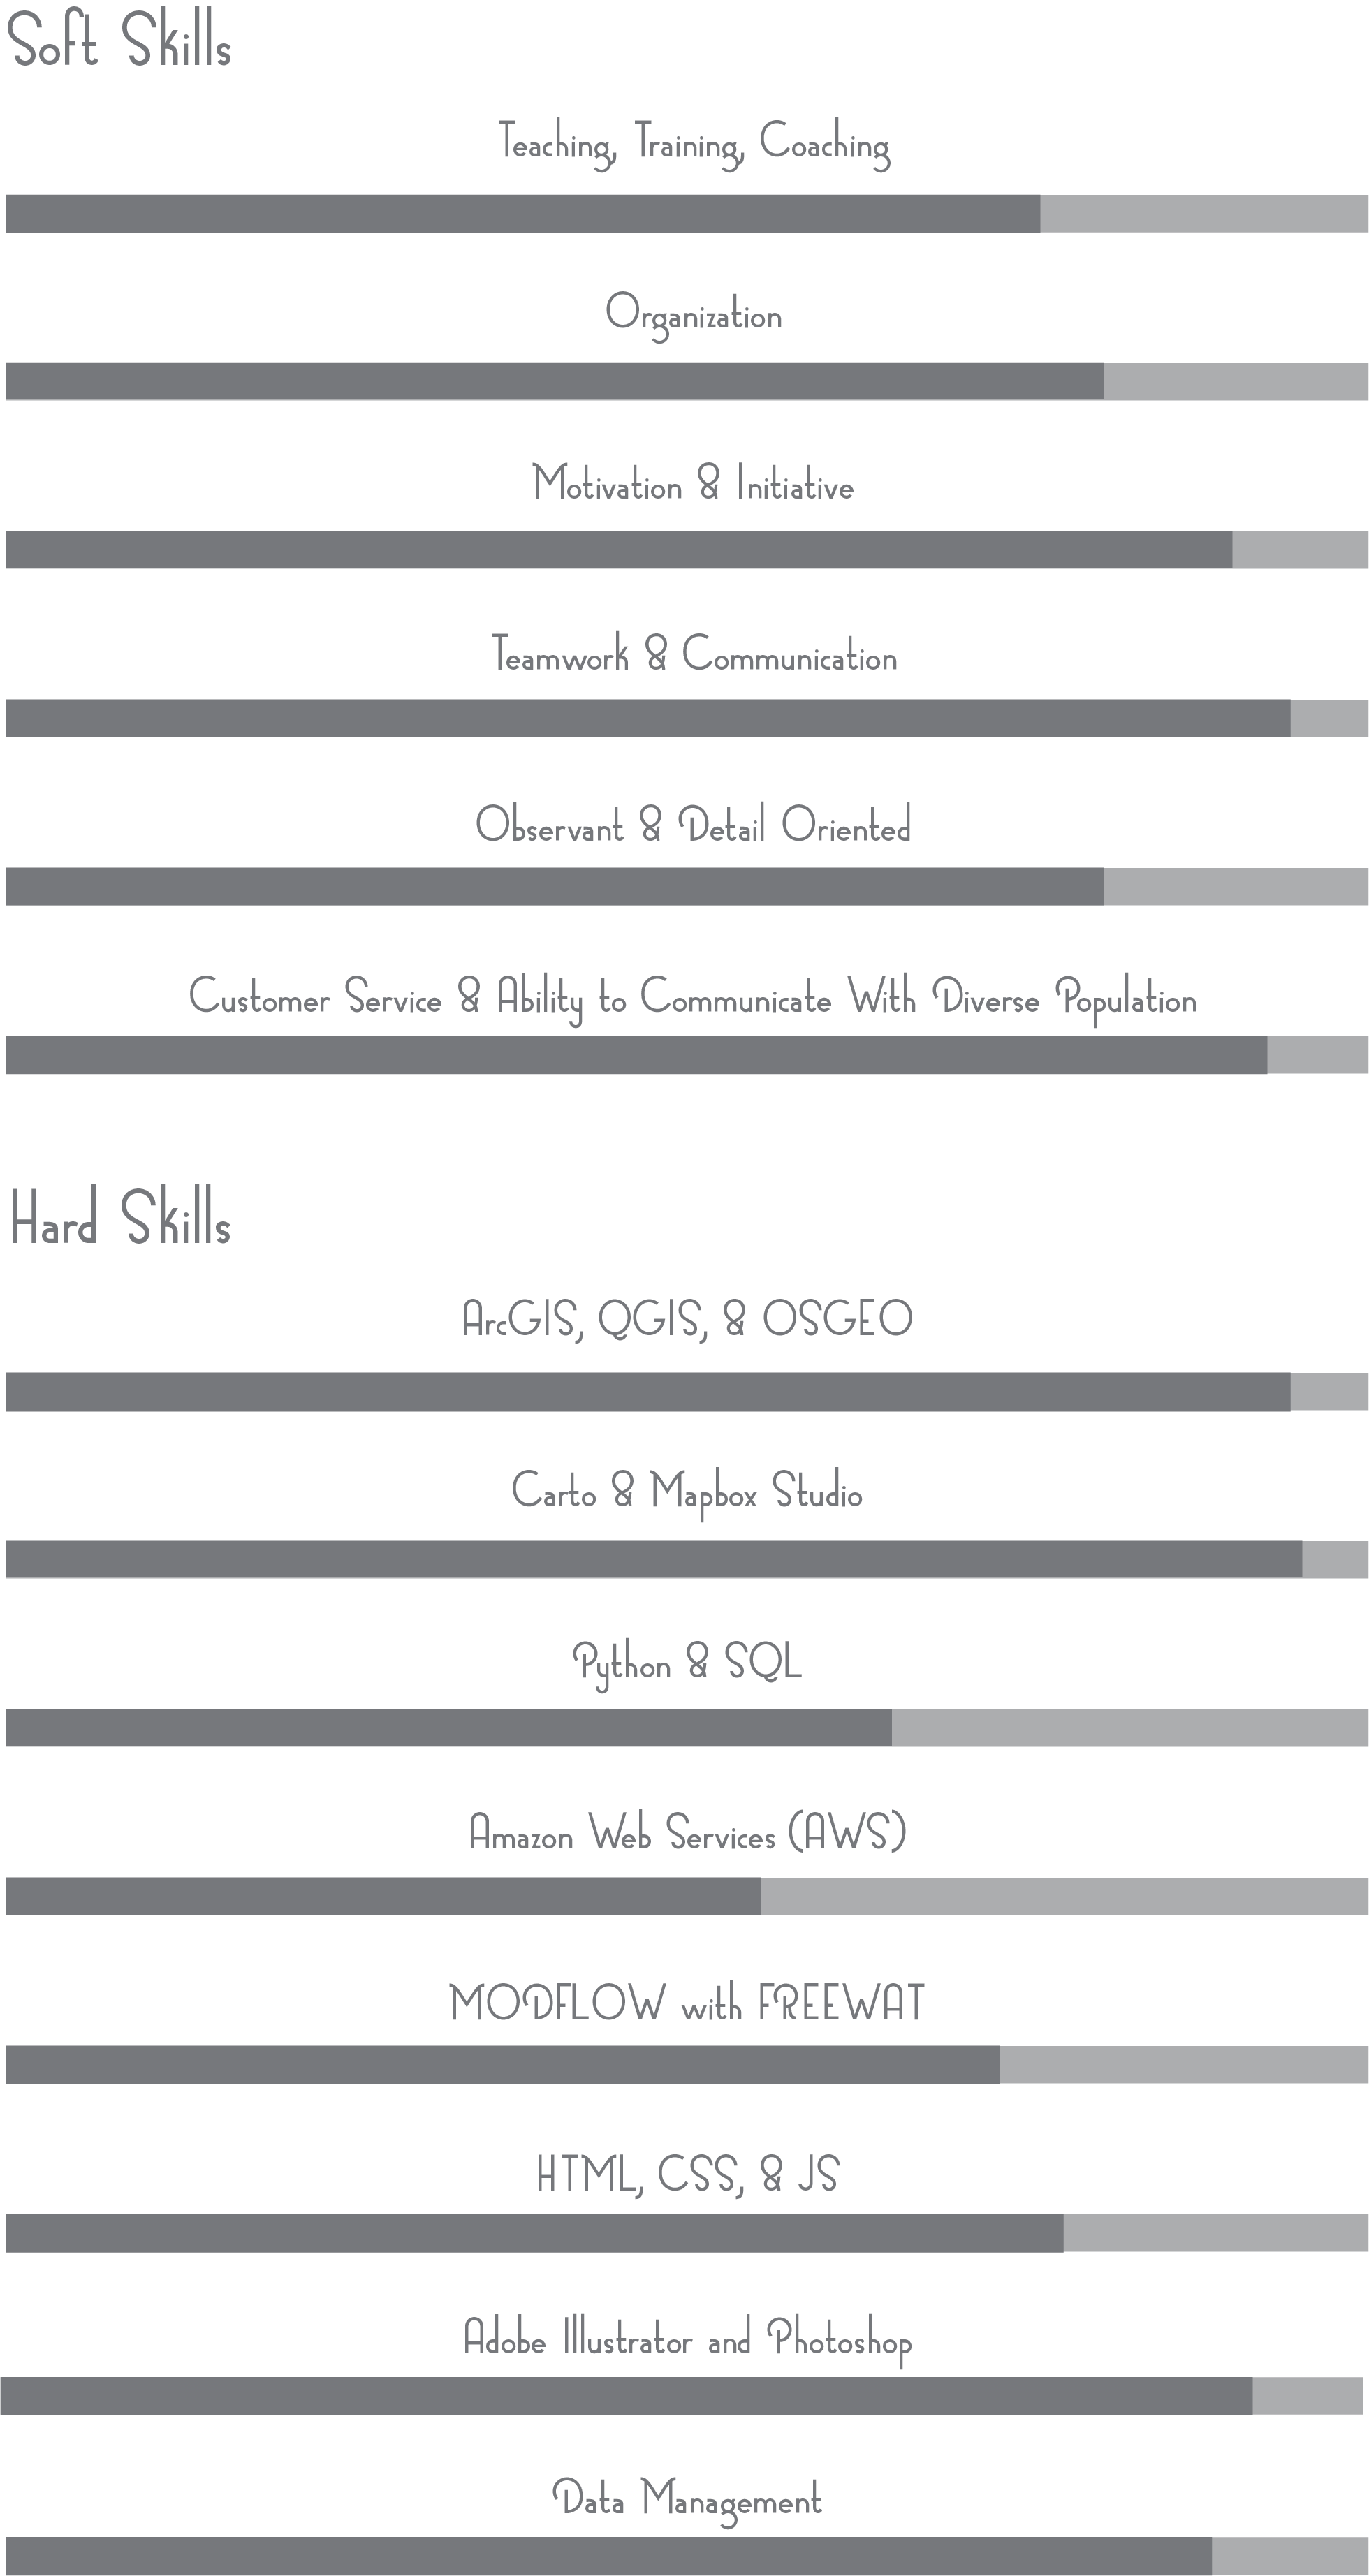 Soft Skills
Teaching, Training, Coaching
Organization
Motivation & Initiative
Teamwork & Communication
Observant & Detail Oriented
Customer Service & Ability to Communicate With Diverse Population
Hard Skills
ArcGIS, QGIS, & OSGEO
Carto & Mapbox Studio
Python & SQL
Amazon Web Services (AWS)
MODFLOW with FREEWAT
HTML, CSS, & JS
Adobe Illustrator and Photoshop
Data Management